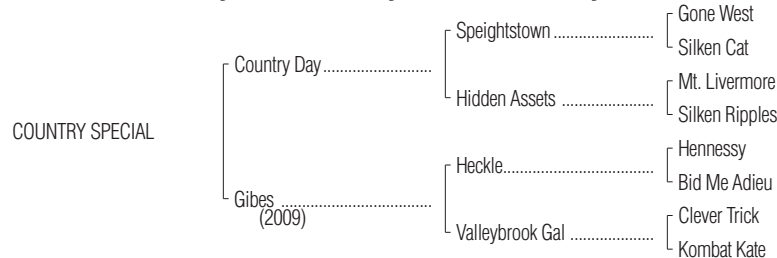 Gone West
Speightstown ....................
Silken Cat
Country Day ......................
Mt. Livermore
Hidden Assets ..................
Silken Ripples
COUNTRY SPECIAL
Hennessy
Heckle..............................
Bid Me Adieu
Gibes ..............................
(2009)
Clever Trick
Valleybrook Gal ................
Kombat Kate